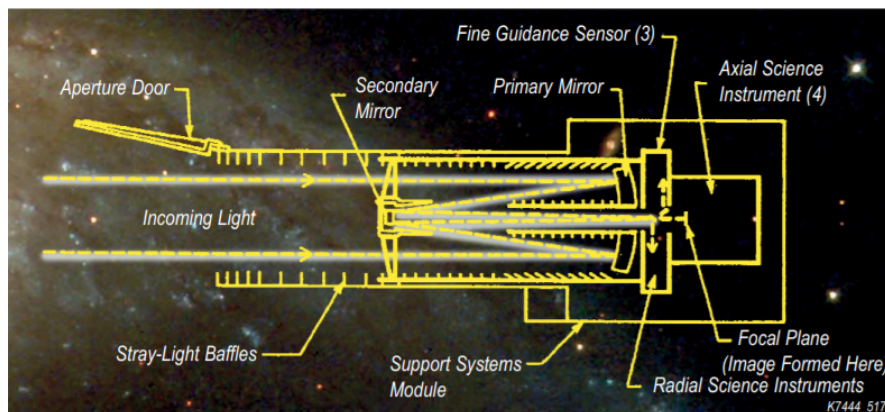 Fine Guidance Sensor (3)
Axial Science
Instrument (4)
Aperture Door
Secondary
Mirror
Primary Mirror
Incoming Light
Stray-Light Baffles
Support Systems
Module
Focal Plane
(Image Formed Here)
Radial Science Instruments
K7444_517